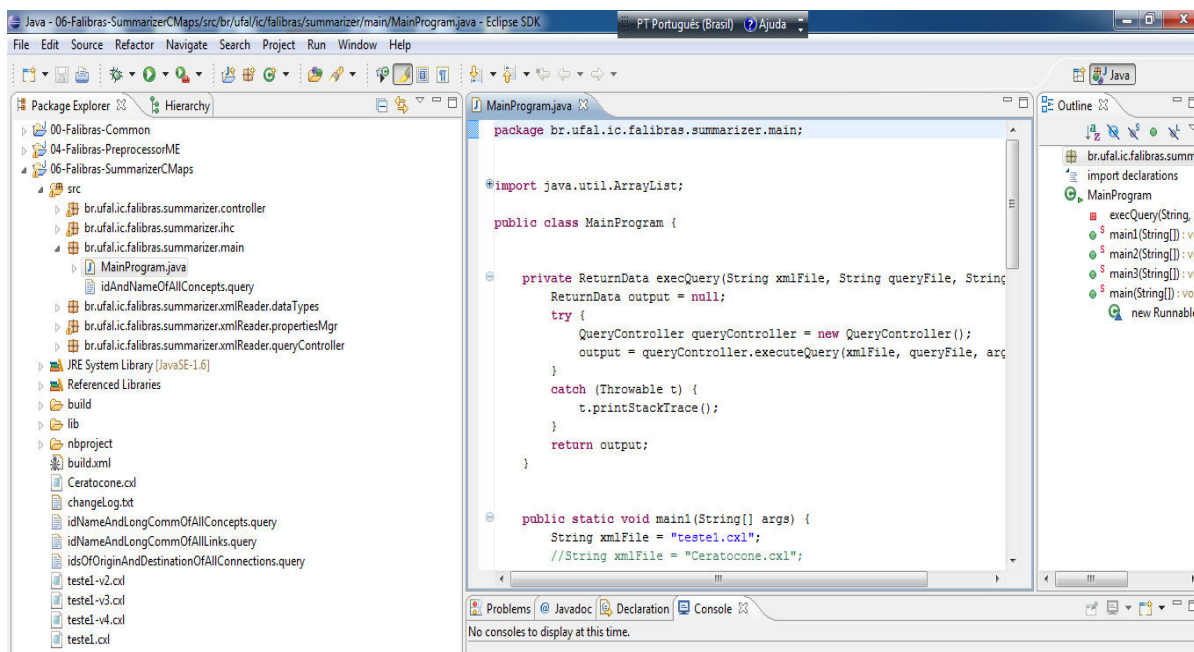 Java - 06-Falibras-SummarizerCMaps/src/br/ufal/ic/falibras/summarizer/main/MainProgram.java - Eclipse SDK
PT Português (Brasil) Ajuda
File Edit Source Refactor Navigate Search Project Run Window Help
Java
Package Explorer
Hierarchy
00-Falibras-Common
04-Falibras-PreprocessorME
06-Falibras-SummarizerCMaps
src
br.ufal.ic.falibras.summarizer.controller
br.ufal.ic.falibras.summarizer.ihc
br.ufal.ic.falibras.summarizer.main
MainProgram.java
idAndNameOfAllConcepts.query
br.ufal.ic.falibras.summarizer.xmlReader.dataTypes
br.ufal.ic.falibras.summarizer.xmlReader.propertiesMgr
br.ufal.ic.falibras.summarizer.xmlReader.queryController
JRE System Library [JavaSE-1.6]
Referenced Libraries
build
lib
nbproject
build.xml
Ceratocone.cxl
changeLog.txt
idNameAndLongCommOfAllConcepts.query
idNameAndLongCommOfAllLinks.query
idsOfOriginAndDestinationOfAllConnections.query
teste1-v2.cxl
teste1-v3.cxl
teste1-v4.cxl
teste1.cxl
MainProgram.java
package br.ufal.ic.falibras.summarizer.main;
import java.util.ArrayList;
public class MainProgram {
private ReturnData execQuery(String xmlFile, String queryFile, String
ReturnData output = null;
try {
QueryController queryController = new QueryController();
output = queryController.executeQuery(xmlFile, queryFile, arg
}
catch (Throwable t) {
t.printStackTrace();
}
return output;
}
public static void main1(String[] args) {
String xmlFile = "teste1.cxl";
//String xmlFile = "Ceratocone.cxl";
Problems @ Javadoc Declaration Console
No consoles to display at this time.
Outline
br.ufal.ic.falibras.summ
import declarations
MainProgram
execQuery(String,
main1(String[]) : v
main2(String[]) : v
main3(String[]) : v
main(String[]) : vo
new Runnable